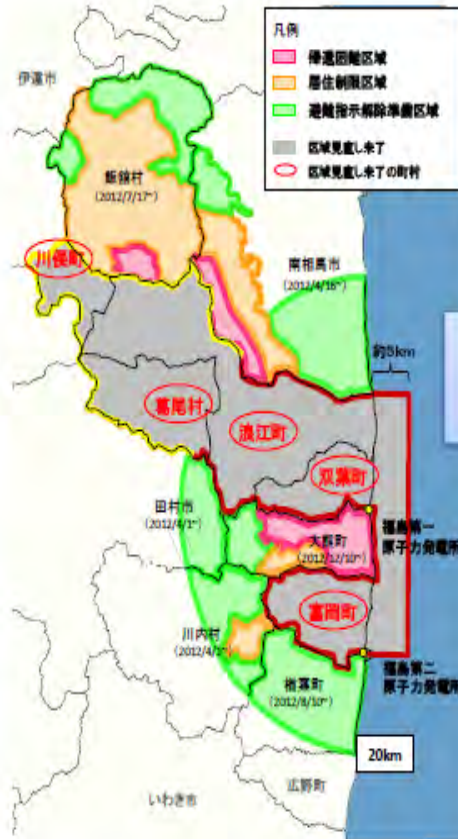 凡例
帰還困難区域
居住制限区域
避難指示解除準備区域
区域見直し未了
区域見直し未了の町村
伊達市
飯舘村
(2012/7/17~)
川俣町
南相馬市
(2012/4/16~)
約5km
葛尾村
浪江町
双葉町
田村市
(2012/4/1~)
大熊町
(2012/12/10~)
福島第一
原子力発電所
富岡町
川内村
(2012/4/1~)
楢葉町
(2012/8/10~)
福島第二
原子力発電所
20km
広野町
いわき市